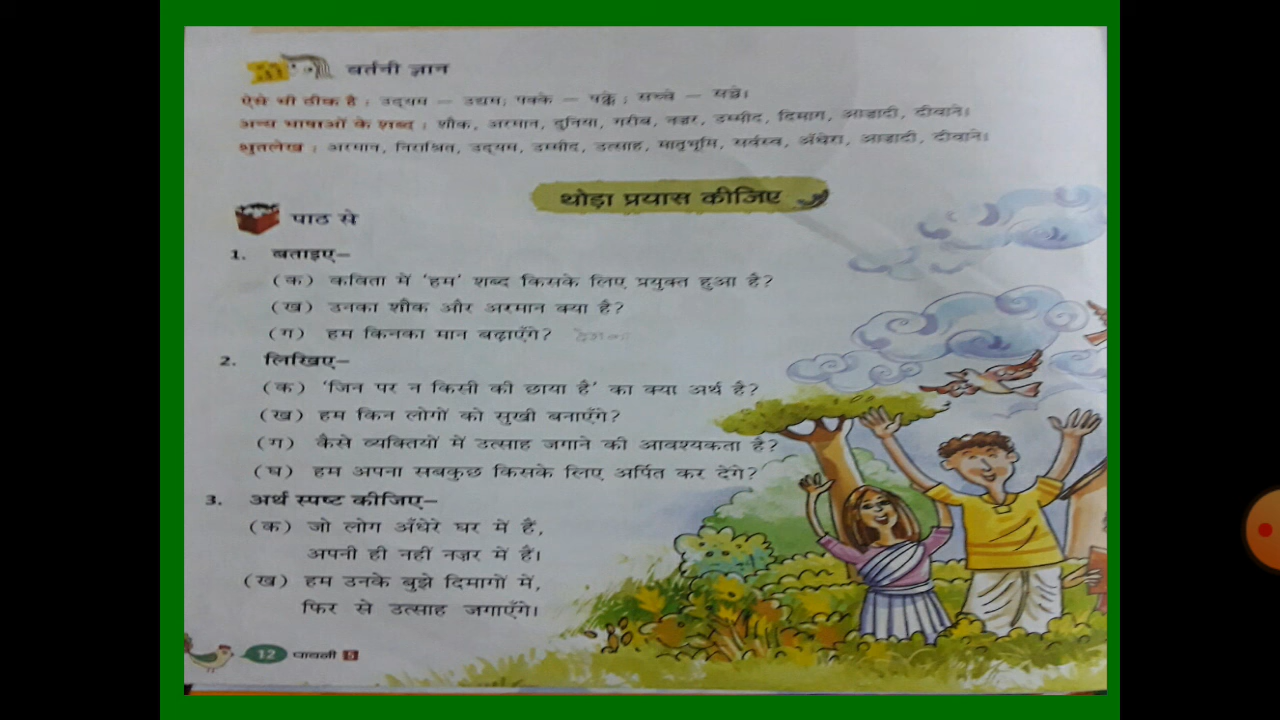 वर्तनी ज्ञान
ऐसे भी ठीक है : उद्यम – उद्यम; पक्के – पक्के ; सच्चे – सच्चे।
अन्य भाषाओं के शब्द : शौक, अरमान, दुनिया, गरीब, नज़र, उम्मीद, दिमाग, आज़ादी, दीवाने।
श्रुतलेख : अरमान, निराश्रित, उद्यम, उम्मीद, उत्साह, मातृभूमि, सर्वस्व, अँधेरा, आज़ादी, दीवाने।
थोड़ा प्रयास कीजिए
पाठ से
1. बताइए–
(क) कविता में ‘हम’ शब्द किसके लिए प्रयुक्त हुआ है?
(ख) उनका शौक और अरमान क्या है?
(ग) हम किनका मान बढ़ाएँगे?
2. लिखिए–
(क) ‘जिन पर न किसी की छाया है’ का क्या अर्थ है?
(ख) हम किन लोगों को सुखी बनाएँगे?
(ग) कैसे व्यक्तियों में उत्साह जगाने की आवश्यकता है?
(घ) हम अपना सबकुछ किसके लिए अर्पित कर देंगे?
3. अर्थ स्पष्ट कीजिए–
(क) जो लोग अँधेरे घर में हैं,
अपनी ही नहीं नज़र में हैं।
(ख) हम उनके बुझे दिमागों में,
फिर से उत्साह जगाएँगे।
12 पावनी 5